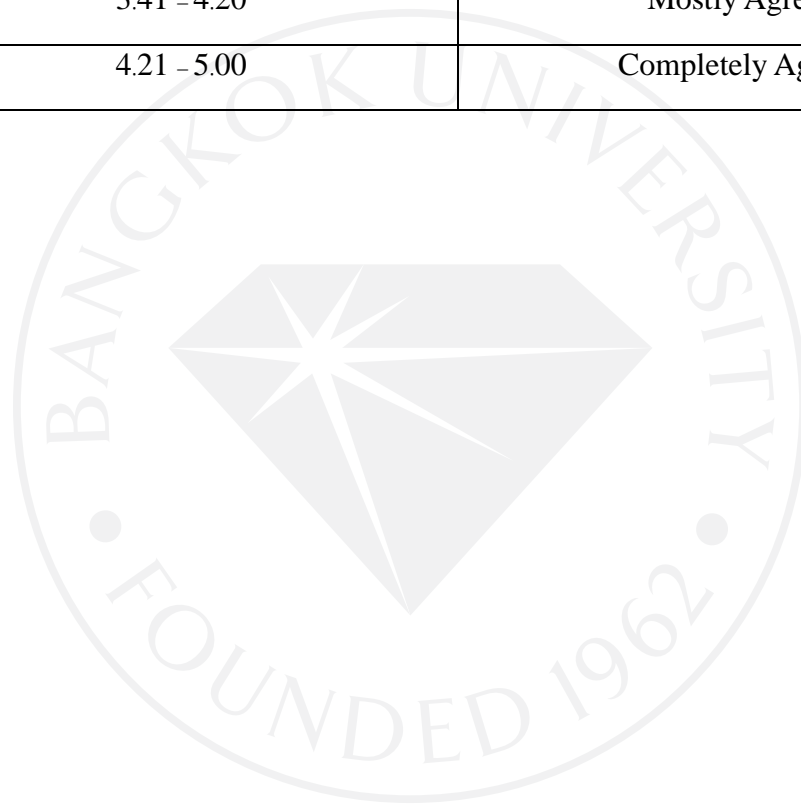 3.41 – 4.20 Mostly Agre
4.21 – 5.00 Completely Ag
BANGKOK UNIVERSITY
• FOUNDED 1962 •